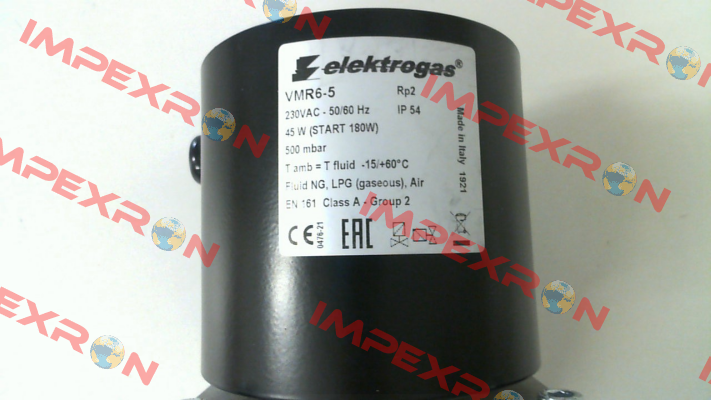 elektrogas®
VMR6-5 Rp2
230VAC - 50/60 Hz IP 54
45 W (START 180W)
500 mbar
T amb = T fluid -15/+60°C
Fluid NG, LPG (gaseous), Air
EN 161 Class A - Group 2
Made in Italy 1921
CE 0476-21 EAC
IMPEXRON
IMPEXRON
IMPEXRON
IMPEXRON
IMPEXRON
IMPEXRON